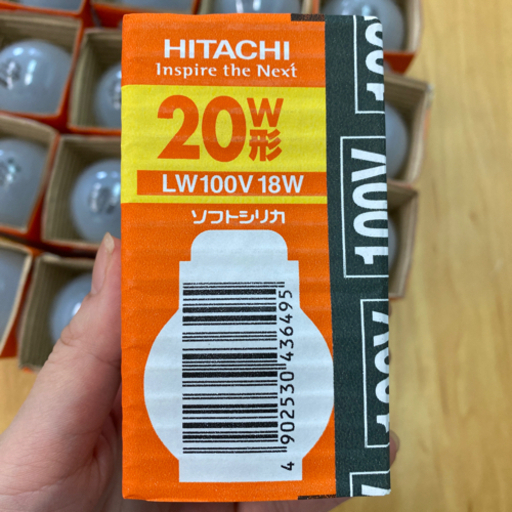 HITACHI
Inspire the Next
20W形
LW100V 18W
ソフトシリカ
4 902530 436495
100V
100V
100V